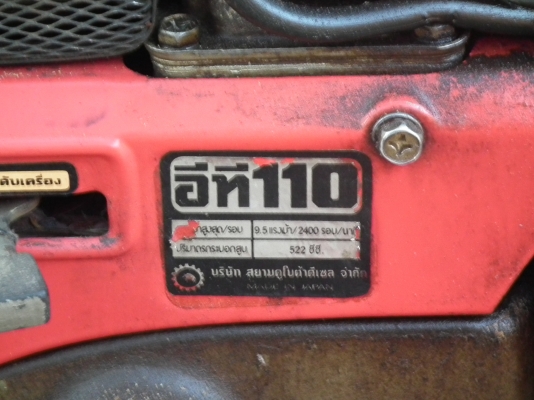 ดับเครื่อง
อีที110
สูงสุด/รอบ 9.5 แรงม้า/2400 รอบ/นาที
ปริมาตรกระบอกสูบ 522 ซีซี.
บริษัท สยามคูโบต้าดีเซล จำกัด
MADE IN JAPAN